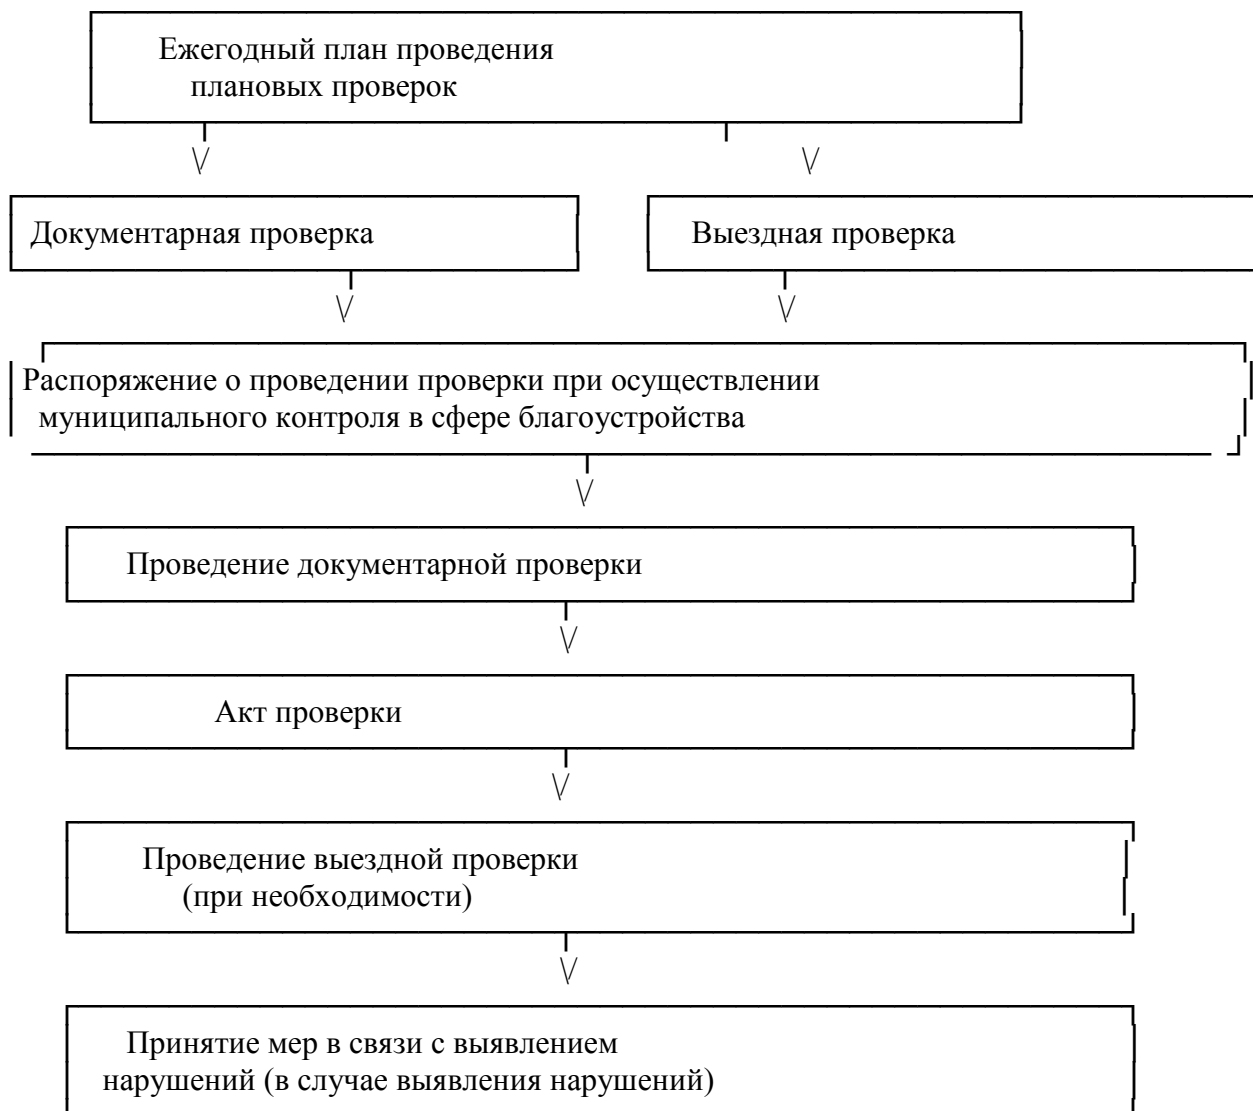 Ежегодный план проведения
плановых проверок
Документарная проверка
Выездная проверка
Распоряжение о проведении проверки при осуществлении
муниципального контроля в сфере благоустройства
Проведение документарной проверки
Акт проверки
Проведение выездной проверки
(при необходимости)
Принятие мер в связи с выявлением
нарушений (в случае выявления нарушений)